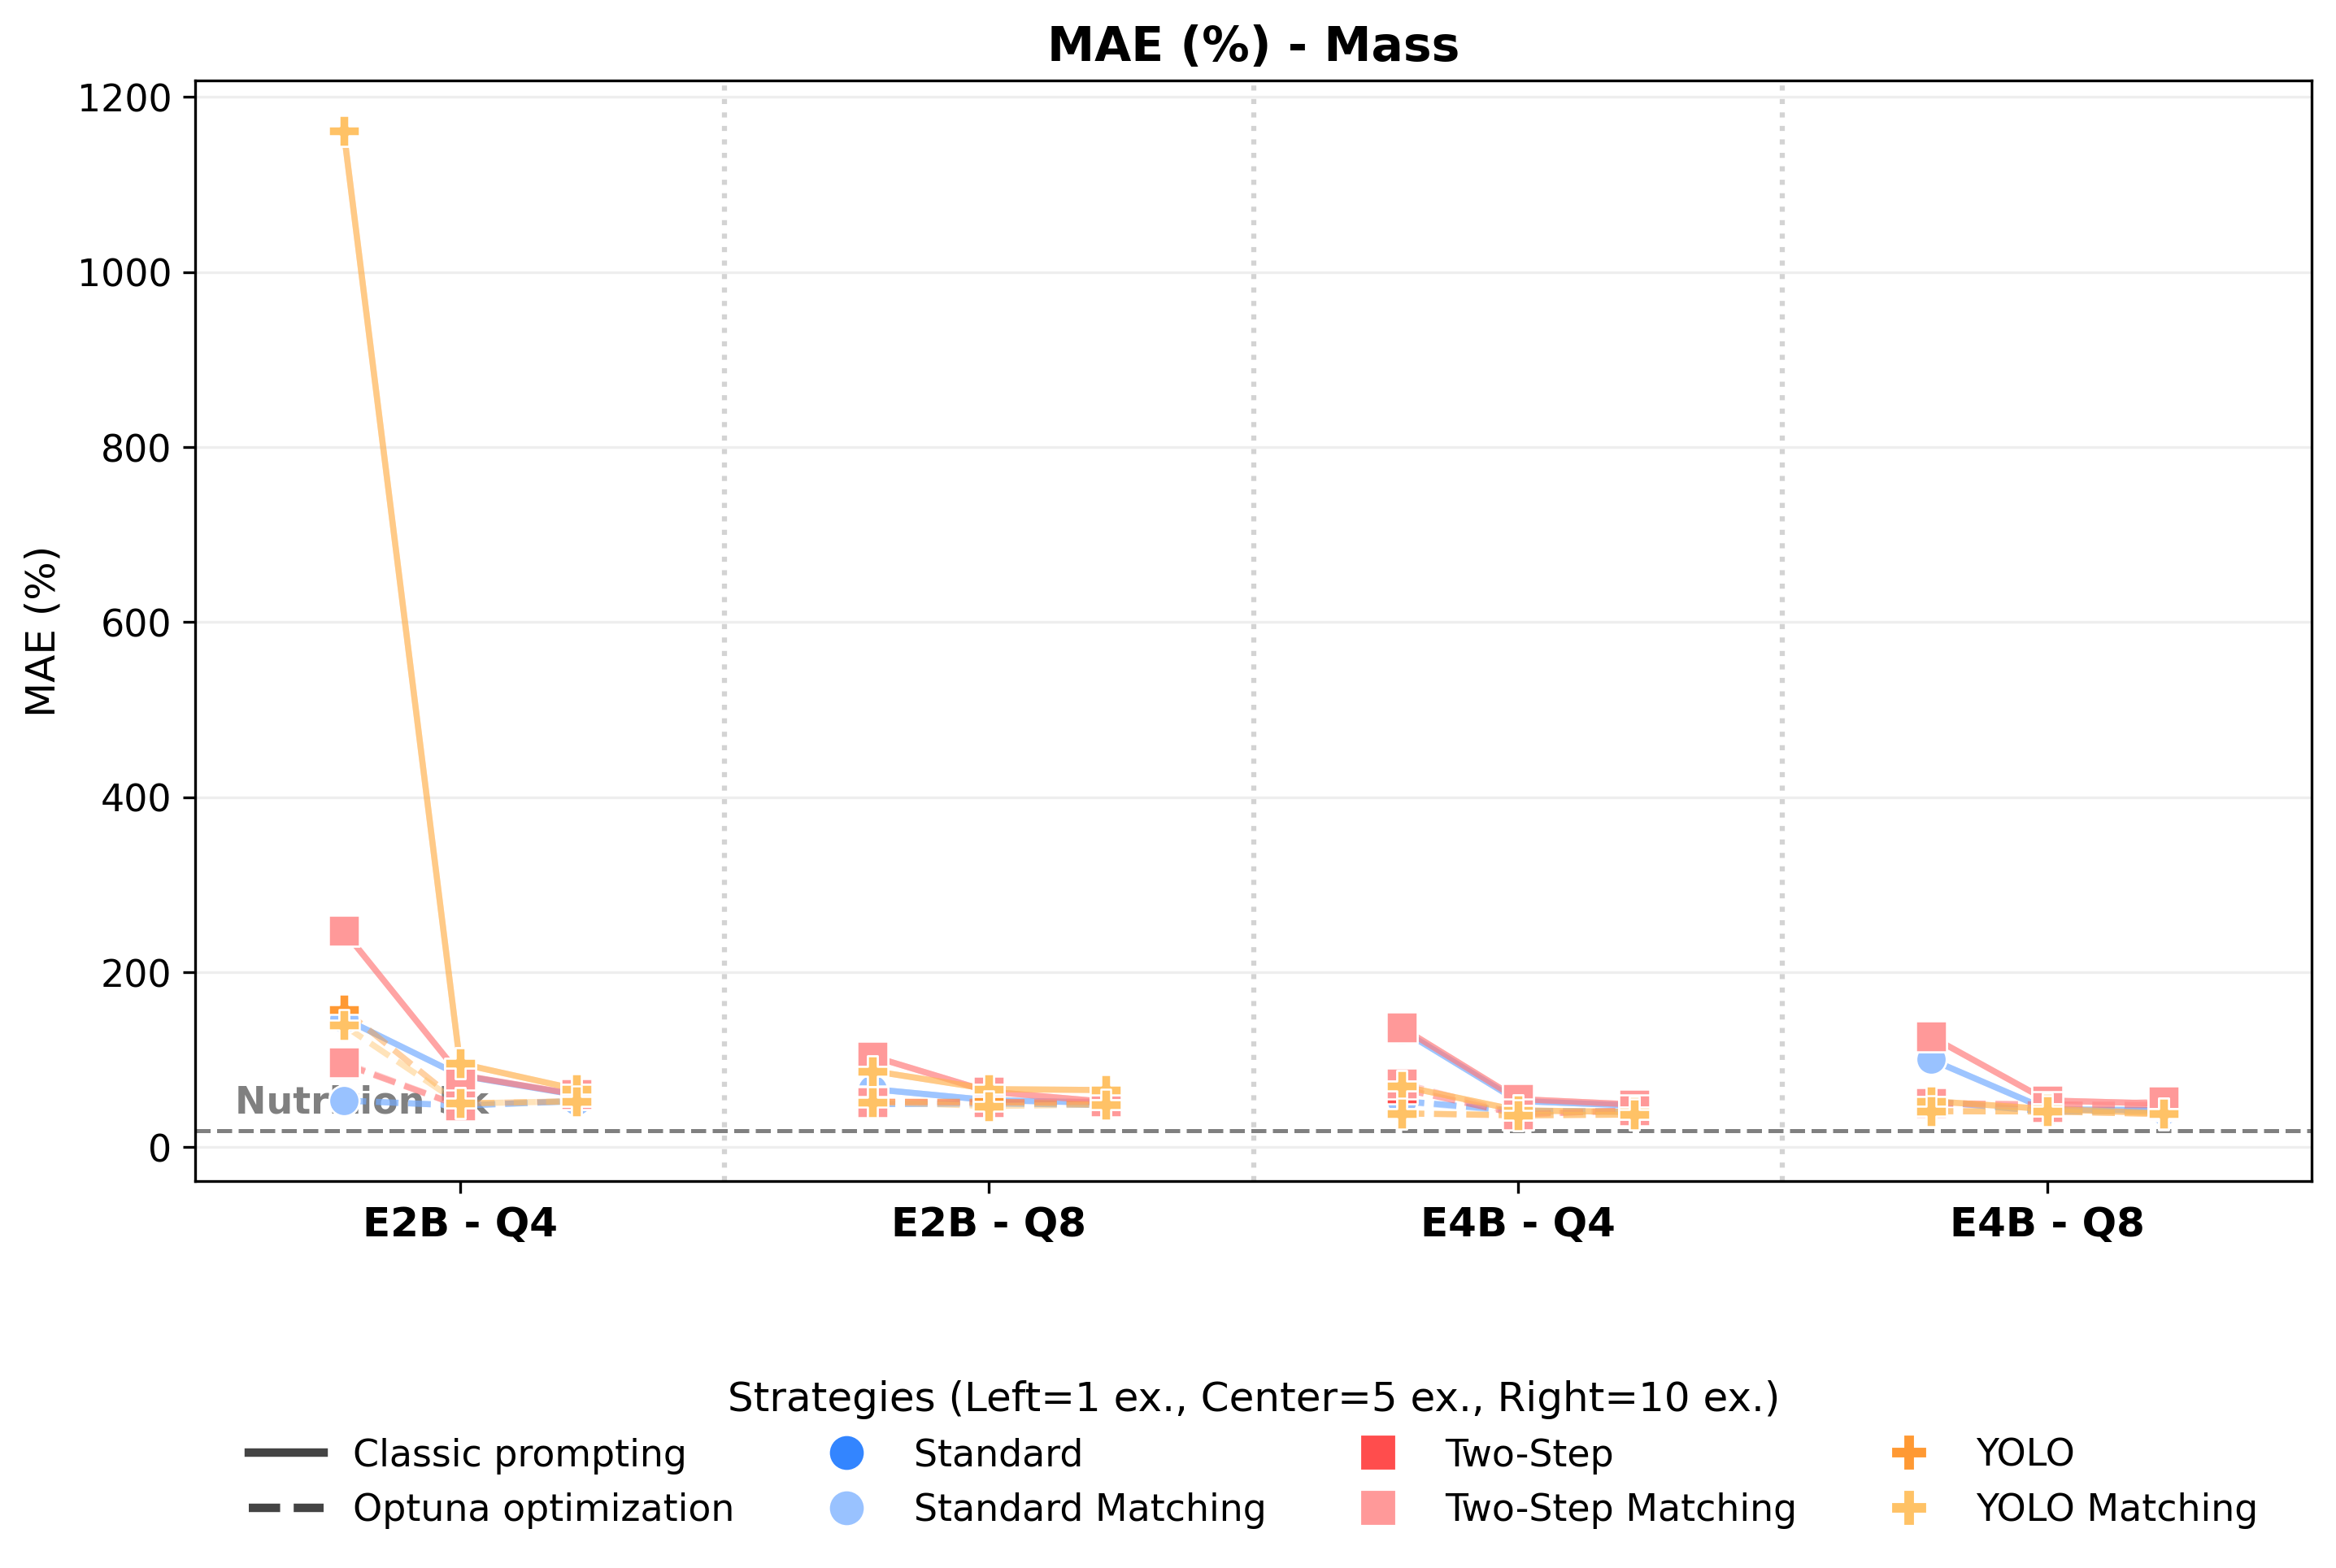 MAE (%) - Mass
1200
1000
800
600
400
200
0
MAE (%)
E2B - Q4
E2B - Q8
E4B - Q4
E4B - Q8
Strategies (Left=1 ex., Center=5 ex., Right=10 ex.)
Classic prompting
Optuna optimization
Standard
Standard Matching
Two-Step
Two-Step Matching
YOLO
YOLO Matching